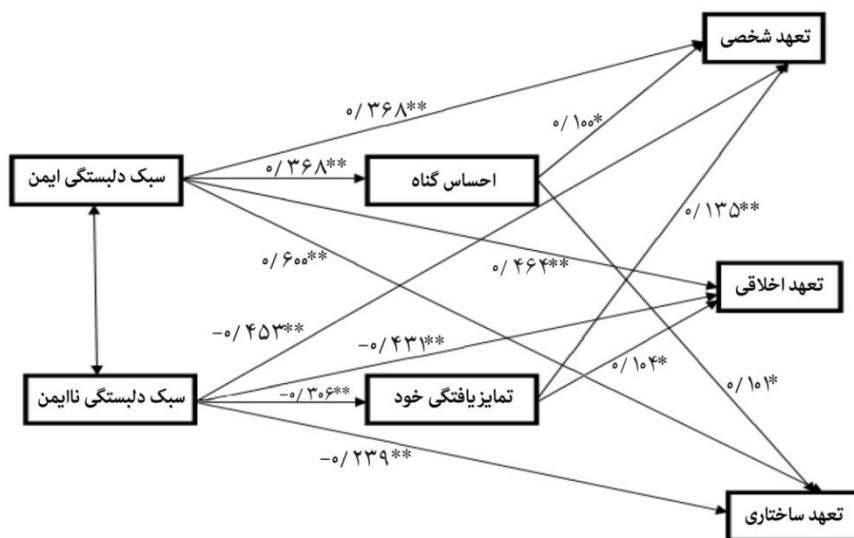 تعهد شخصی
۰/۳۶۸**
۰/۱۰۰*
سبک دلبستگی ایمن
۰/۳۶۸**
احساس گناه
۰/۱۳۵**
۰/۶۰۰**
۰/۴۶۴**
تعهد اخلاقی
-۰/۴۵۳**
-۰/۴۳۱**
۰/۱۰۴*
۰/۱۰۱*
سبک دلبستگی ناایمن
-۰/۳۰۶**
تمایز یافتگی خود
-۰/۲۳۹**
تعهد ساختاری